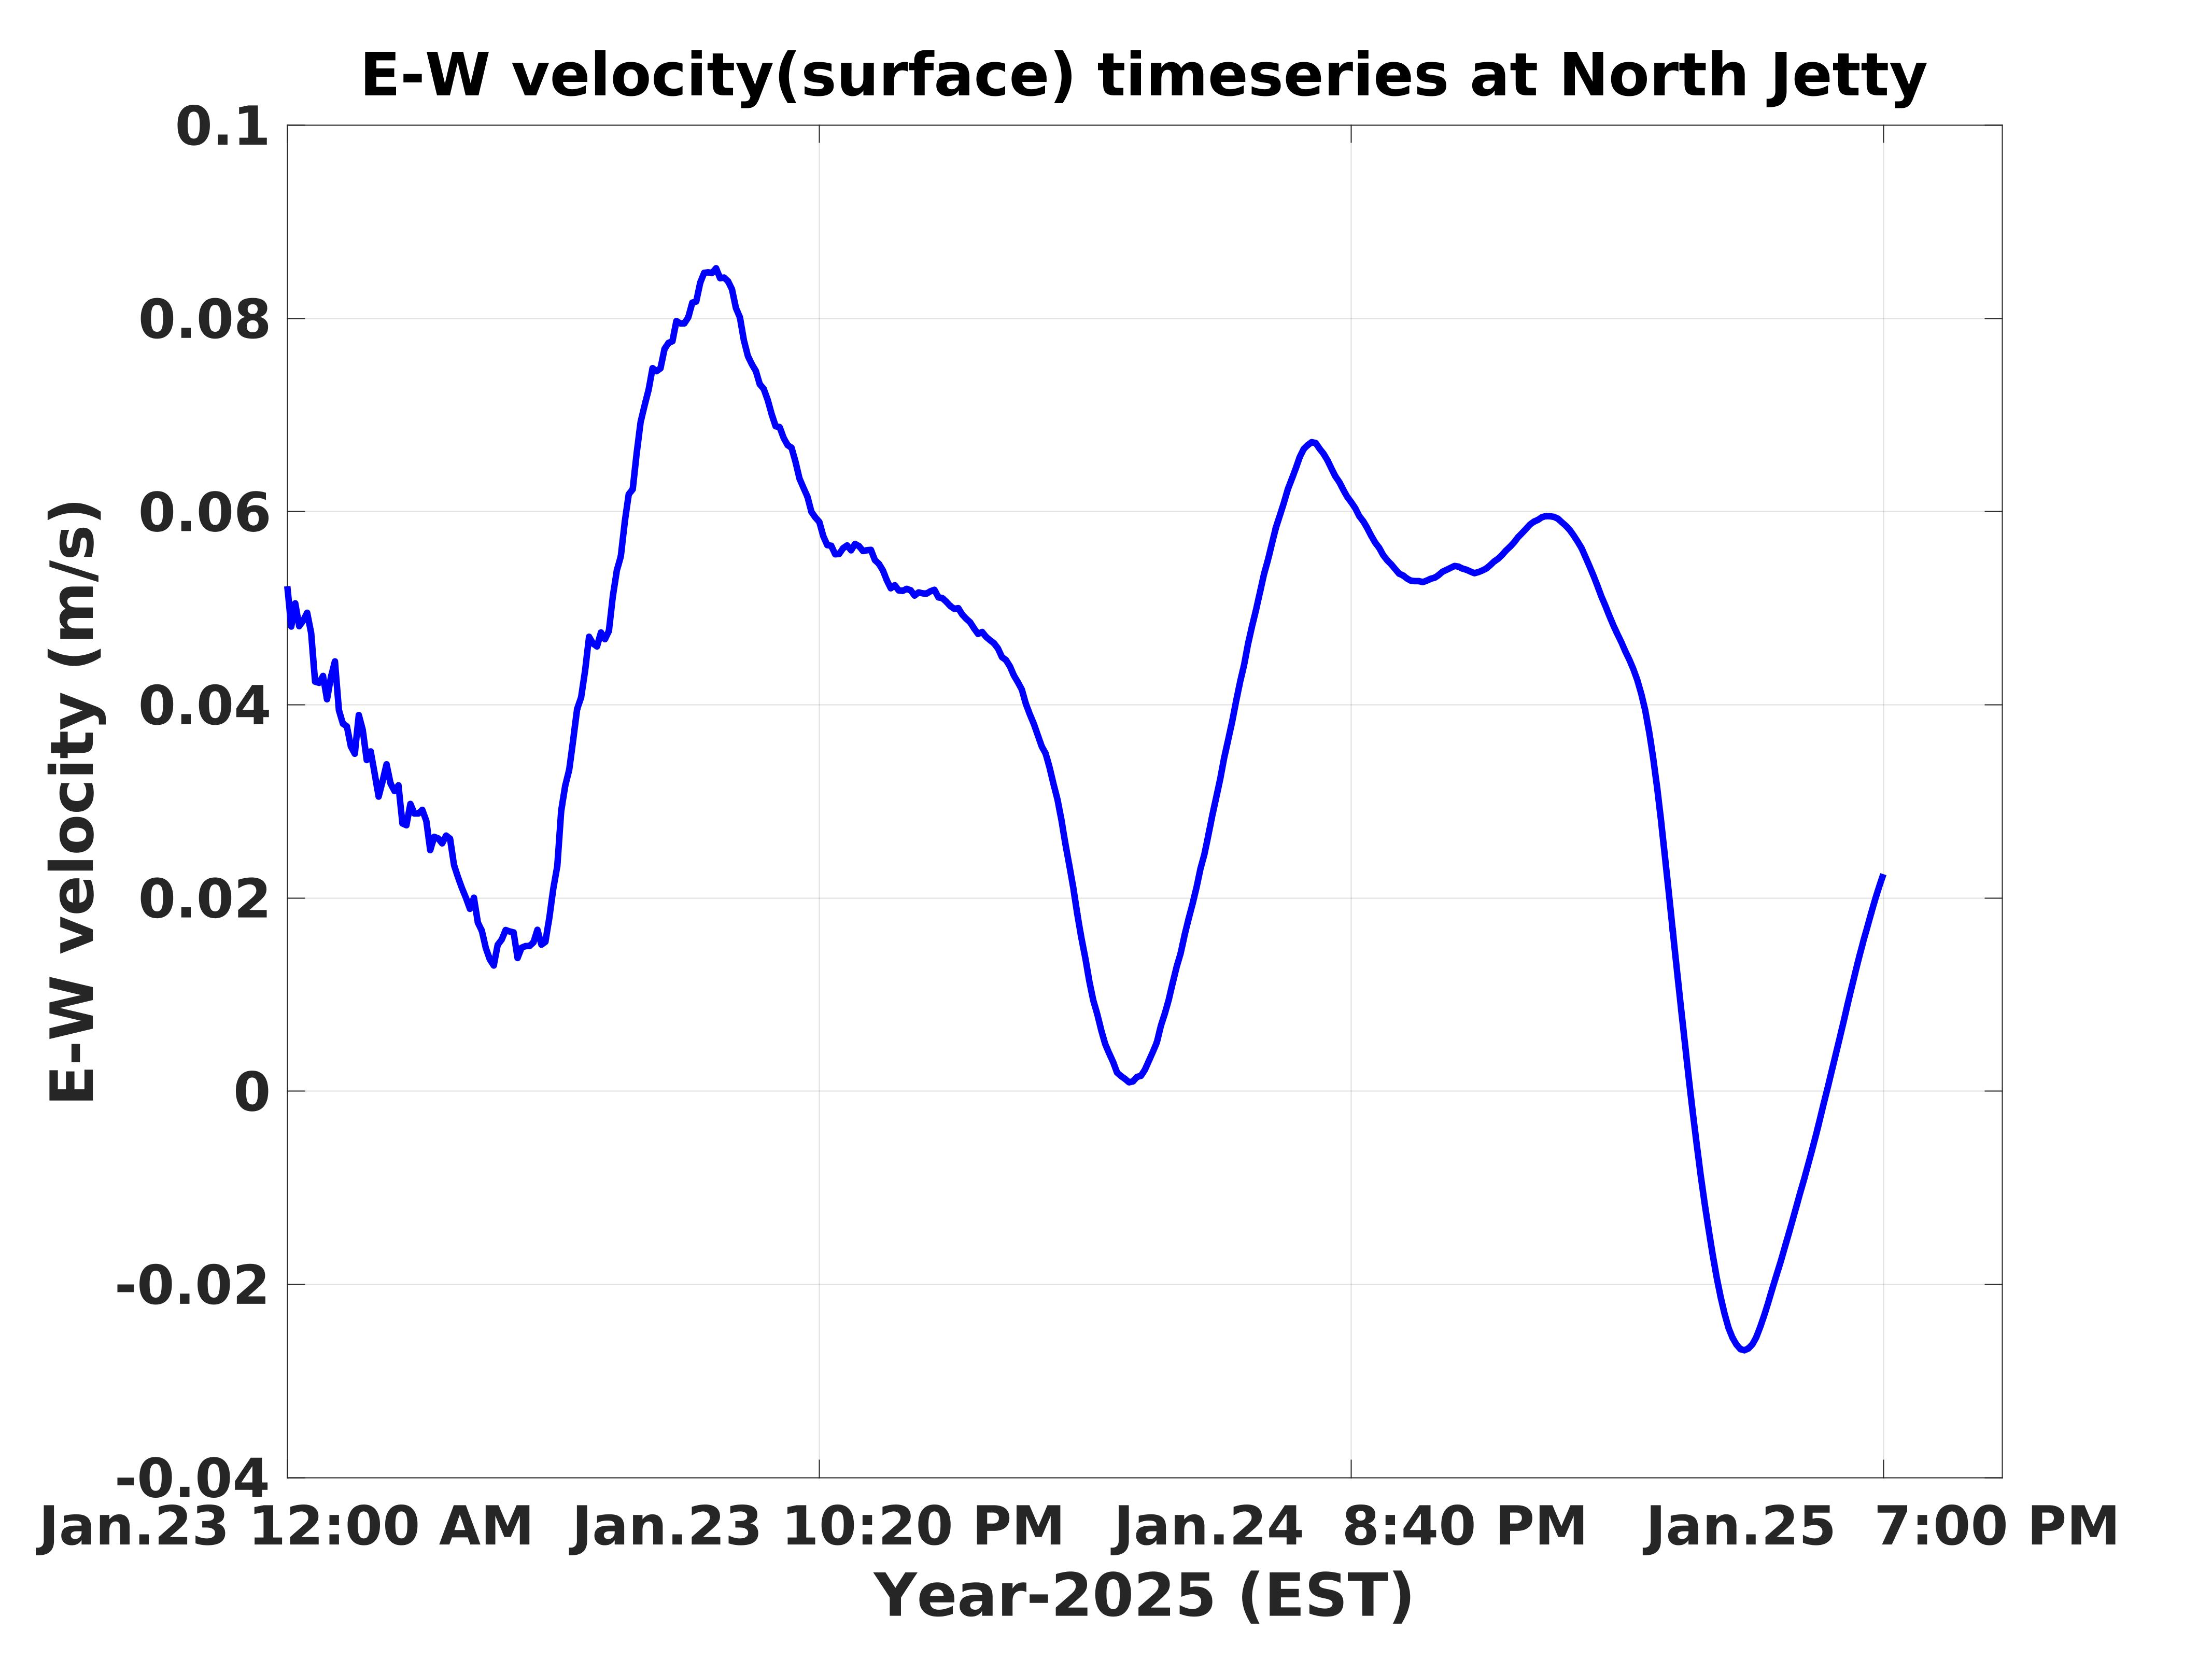 E-W velocity(surface) timeseries at North Jetty
0.1
0.08
0.06
0.04
0.02
0
-0.02
-0.04
E-W velocity (m/s)
Jan.23 12:00 AM
Jan.23 10:20 PM
Jan.24 8:40 PM
Jan.25 7:00 PM
Year-2025 (EST)